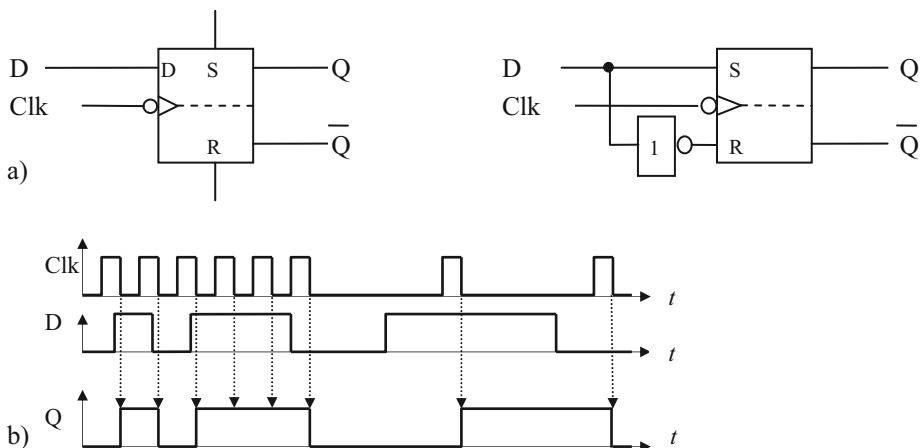 D D S Q D S Q
Clk Clk
R Q̅ 1 R Q̅
a)
Clk
t
D
t
Q
b) t